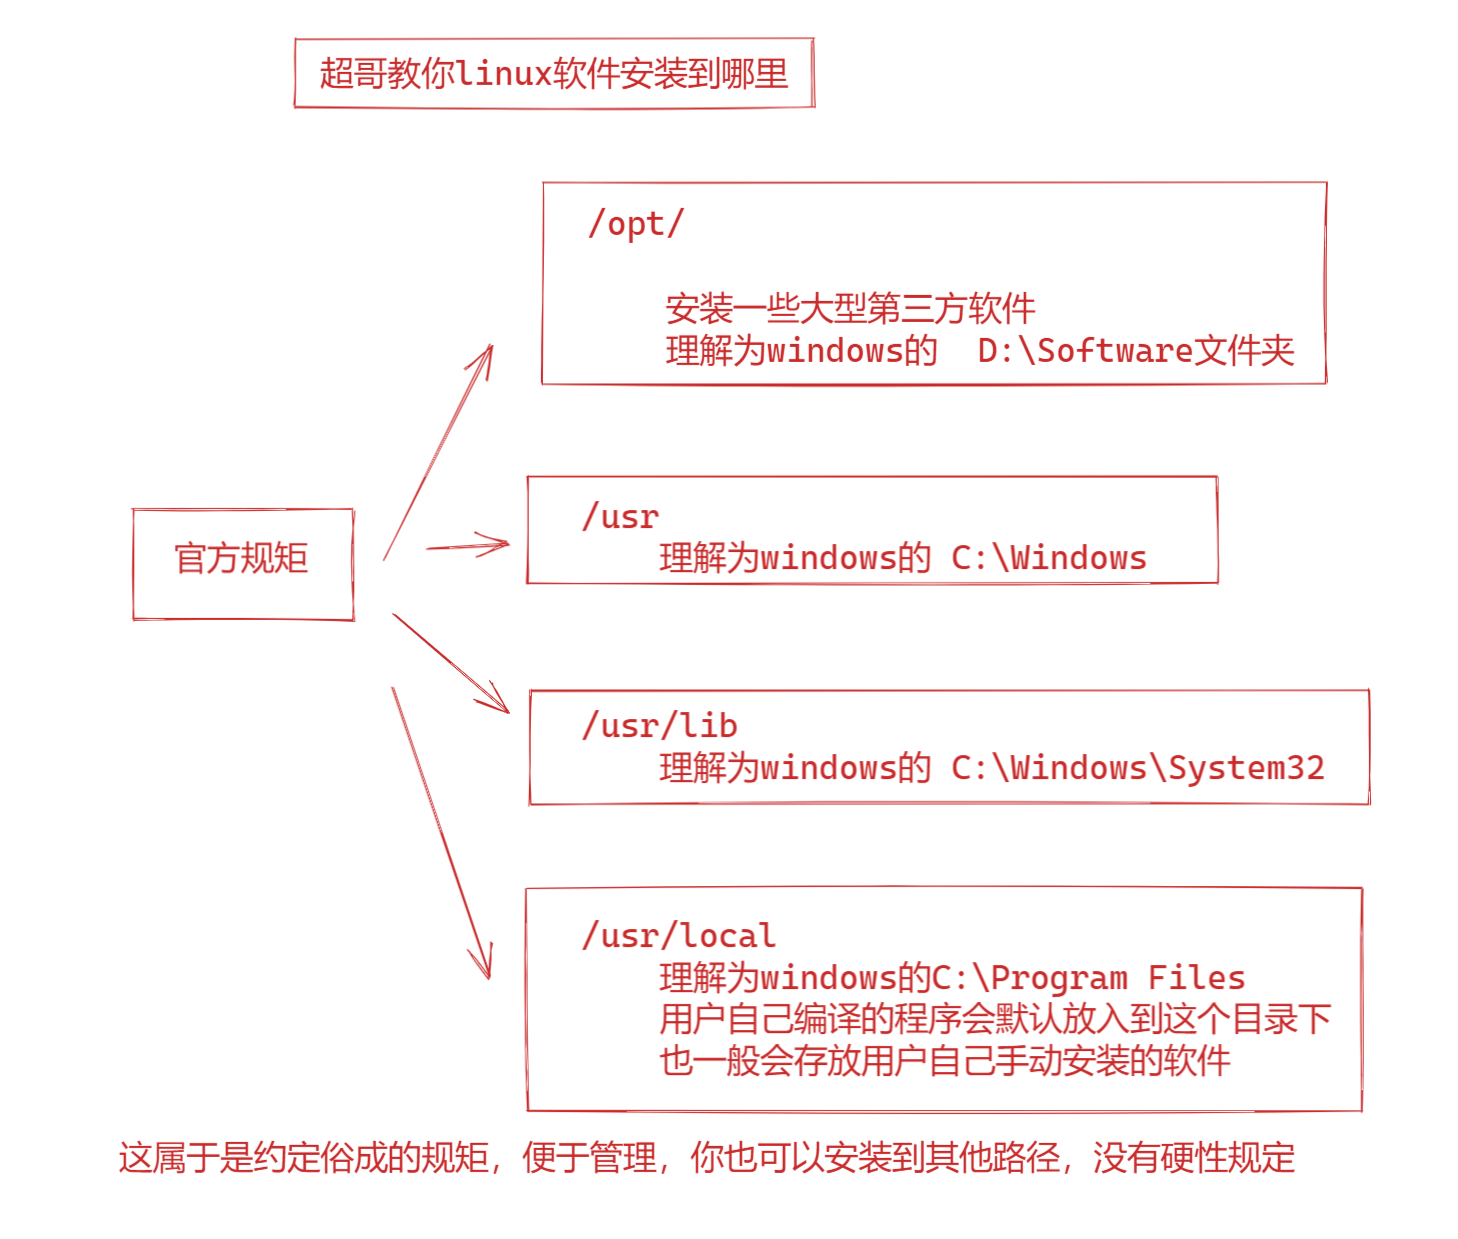 超哥教你linux软件安装到哪里
/opt/
安装一些大型第三方软件
理解为windows的 D:\Software文件夹
官方规矩
/usr
理解为windows的 C:\Windows
/usr/lib
理解为windows的 C:\Windows\System32
/usr/local
理解为windows的C:\Program Files
用户自己编译的程序会默认放入到这个目录下
也一般会存放用户自己手动安装的软件
这属于是约定俗成的规矩，便于管理，你也可以安装到其他路径，没有硬性规定